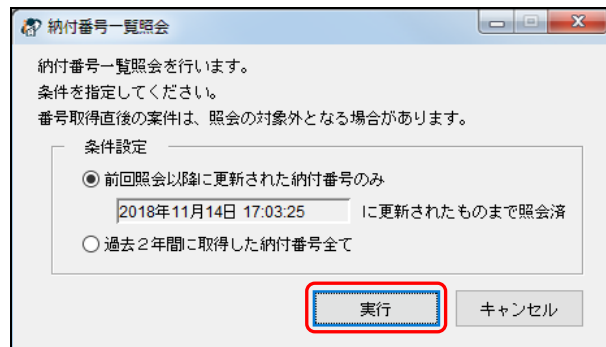 納付番号一覧照会
納付番号一覧照会を行います。
条件を指定してください。
番号取得直後の案件は、照会の対象外となる場合があります。
条件設定
前回照会以降に更新された納付番号のみ
2018年11月14日 17:03:25 に更新されたものまで照会済
過去２年間に取得した納付番号全て
実行 キャンセル